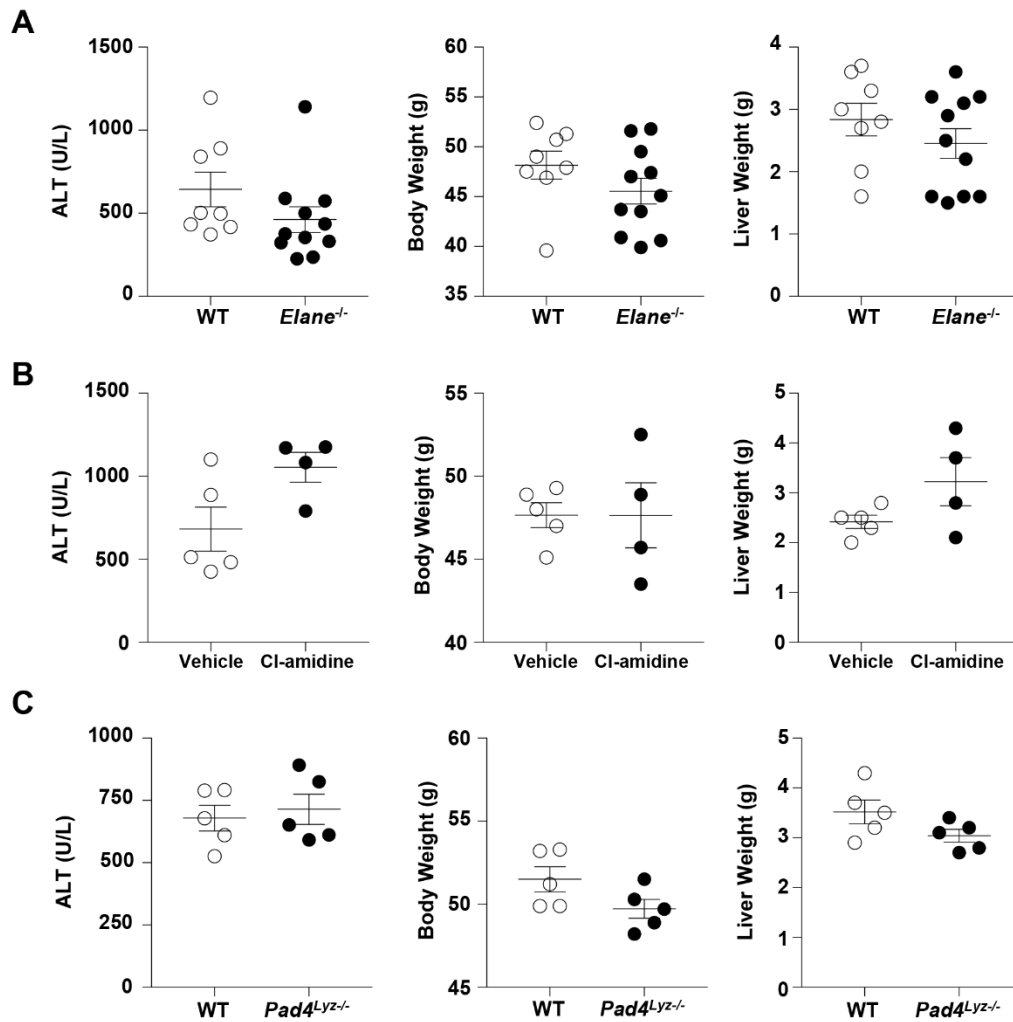 A
ALT (U/L)
1500
1000
500
0
WT
Elane-/-
Body Weight (g)
60
55
50
45
40
35
WT
Elane-/-
Liver Weight (g)
4
3
2
1
0
WT
Elane-/-
B
ALT (U/L)
1500
1000
500
0
Vehicle
Cl-amidine
Body Weight (g)
55
50
45
40
Vehicle
Cl-amidine
Liver Weight (g)
5
4
3
2
1
0
Vehicle
Cl-amidine
C
ALT (U/L)
1000
750
500
250
0
WT
Pad4Lyz-/-
Body Weight (g)
60
55
50
45
WT
Pad4Lyz-/-
Liver Weight (g)
5
4
3
2
1
0
WT
Pad4Lyz-/-